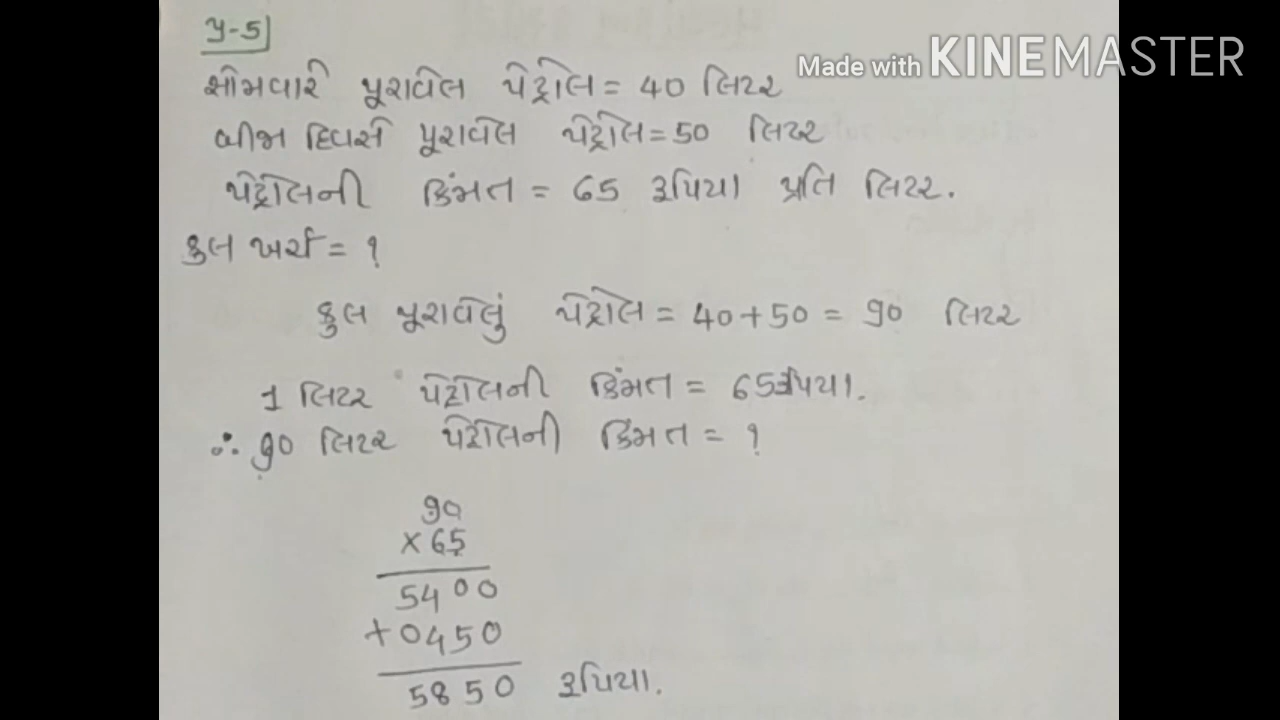 પ્ર-5
Made with KINEMASTER
સોમવારે પૂરાવેલ પેટ્રોલ = 40 લિટર
બીજા દિવસે પૂરાવેલ પેટ્રોલ = 50 લિટર
પેટ્રોલની કિંમત = 65 રૂપિયા પ્રતિ લિટર.
કુલ ખર્ચ = ?
કુલ પૂરાવેલું પેટ્રોલ = 40 + 50 = 90 લિટર
1 લિટર પેટ્રોલની કિંમત = 65 રૂપિયા.
∴ 90 લિટર પેટ્રોલની કિંમત = ?
90
× 65
5400
+ 0450
5850 રૂપિયા.